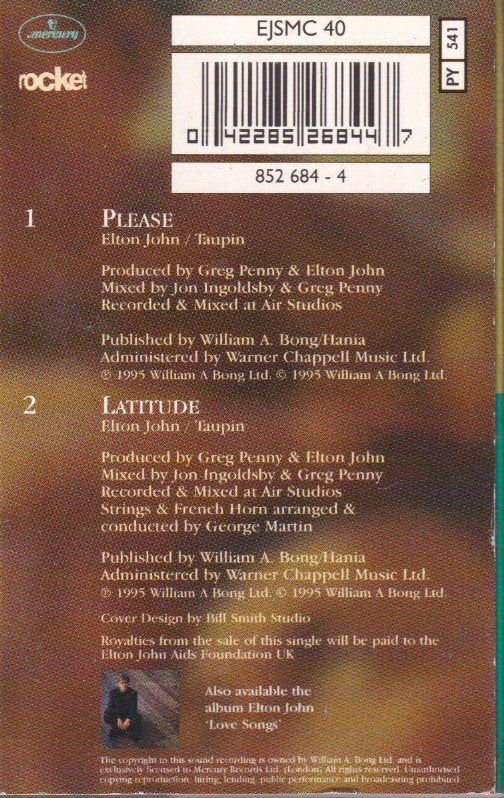 mercury
rocket
EJSMC 40
PY 541
0 42285 26844 7
852 684 - 4
1 PLEASE
Elton John / Taupin
Produced by Greg Penny & Elton John
Mixed by Jon Ingoldsby & Greg Penny
Recorded & Mixed at Air Studios
Published by William A. Bong/Hania
Administered by Warner Chappell Music Ltd.
℗ 1995 William A Bong Ltd. © 1995 William A Bong Ltd.
2 LATITUDE
Elton John / Taupin
Produced by Greg Penny & Elton John
Mixed by Jon Ingoldsby & Greg Penny
Recorded & Mixed at Air Studios
Strings & French Horn arranged &
conducted by George Martin
Published by William A. Bong/Hania
Administered by Warner Chappell Music Ltd.
℗ 1995 William A Bong Ltd. © 1995 William A Bong Ltd.
Cover Design by Bill Smith Studio
Royalties from the sale of this single will be paid to the
Elton John Aids Foundation UK
Also available the
album Elton John
'Love Songs'
The copyright in this sound recording is owned by William A. Bong Ltd. and is
exclusively licensed to Mercury Records Ltd. (London) All rights reserved. Unauthorised
copying reproduction, hiring, lending, public performance and broadcasting prohibited